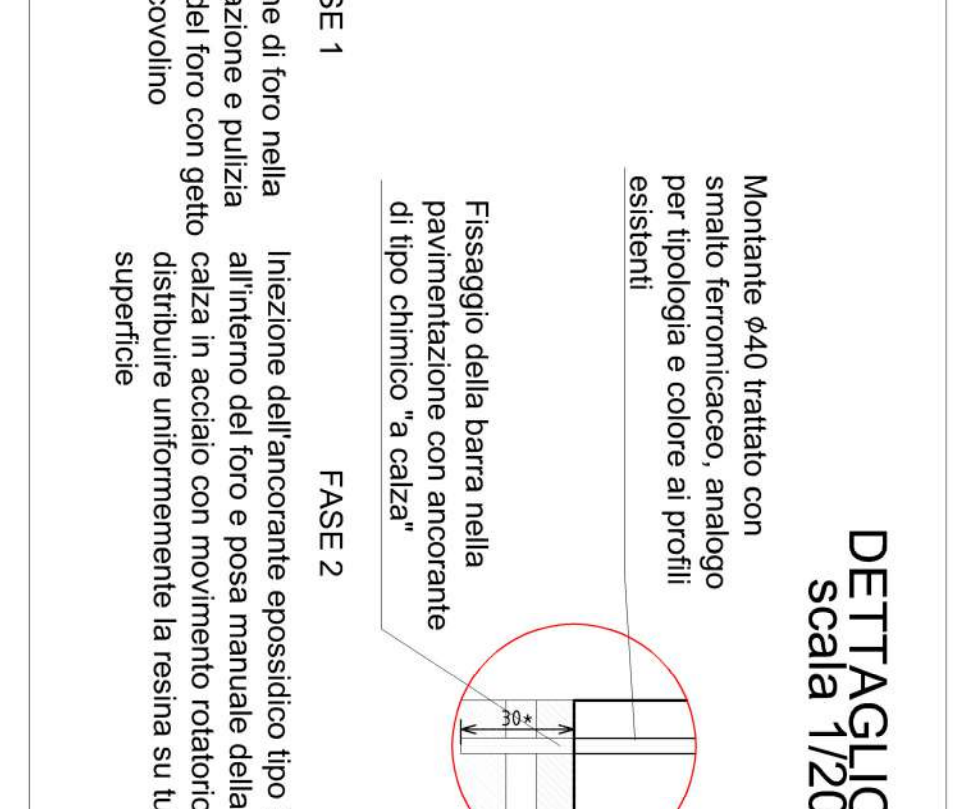 DETTAGLIO
scala 1/20
Montante ϕ40 trattato con
smalto ferromicaceo, analogo
per tipologia e colore ai profili
esistenti
Fissaggio della barra nella
pavimentazione con ancorante
di tipo chimico "a calza"
30*
SE 1
ne di foro nella
azione e pulizia
del foro con getto
covolino
FASE 2
Iniezione dell'ancorante epossidico tipo
all'interno del foro e posa manuale della
calza in acciaio con movimento rotatorio
distribuire uniformemente la resina su tu
superficie